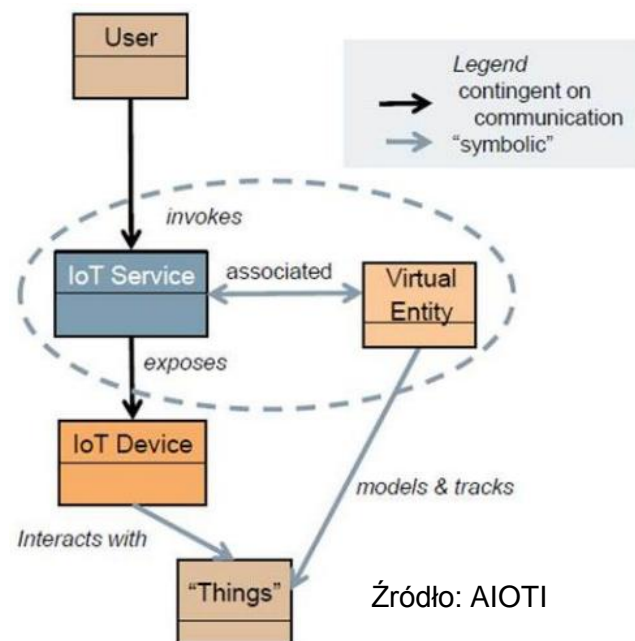 User
Legend
contingent on
communication
“symbolic”
invokes
IoT Service
associated
Virtual
Entity
exposes
IoT Device
models & tracks
Interacts with
“Things”
Źródło: AIOTI